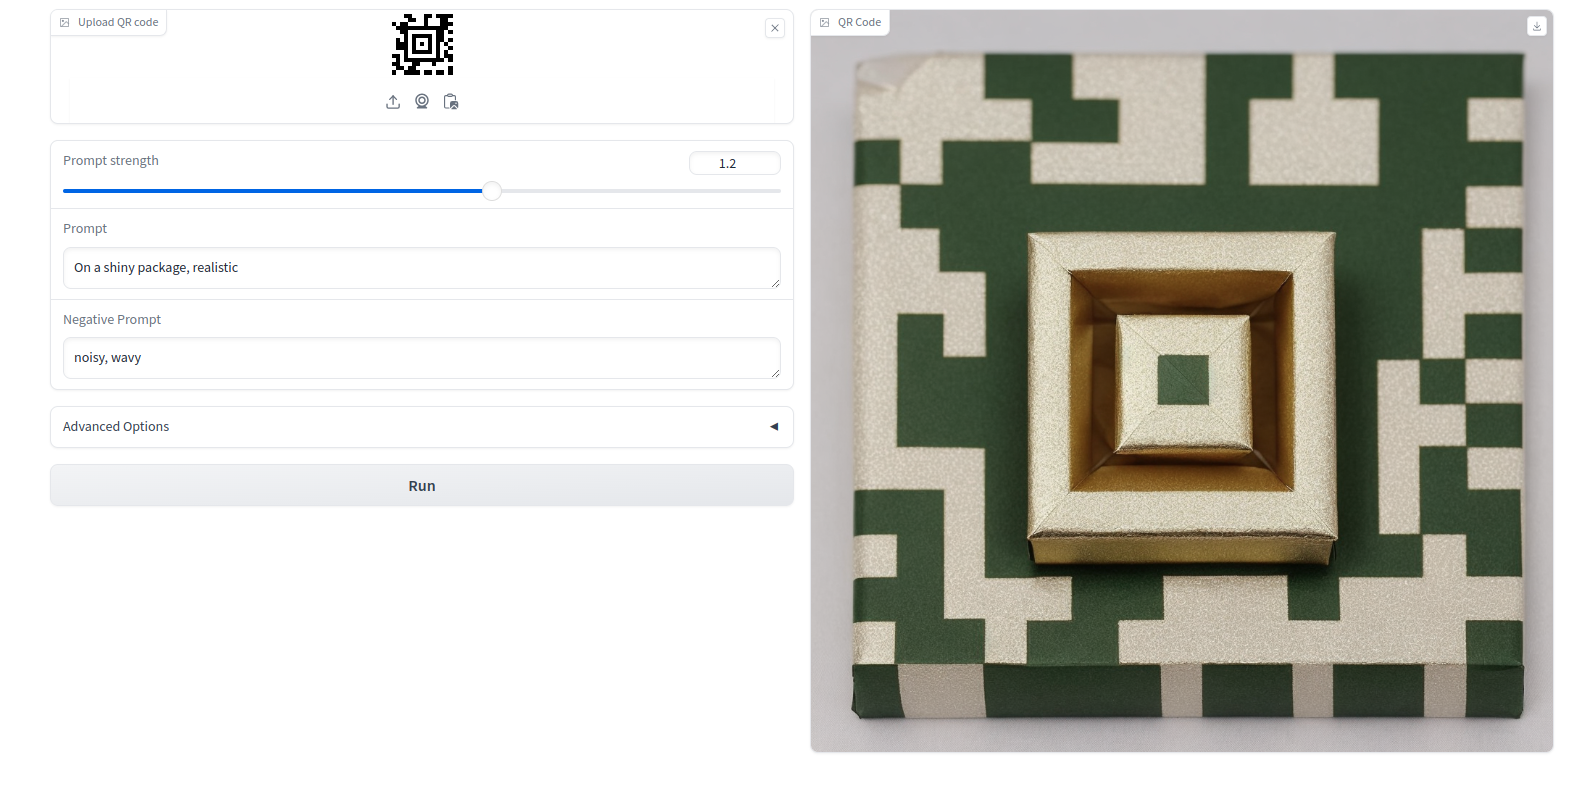 Upload QR code
QR Code
Prompt strength
1.2
Prompt
On a shiny package, realistic
Negative Prompt
noisy, wavy
Advanced Options
Run